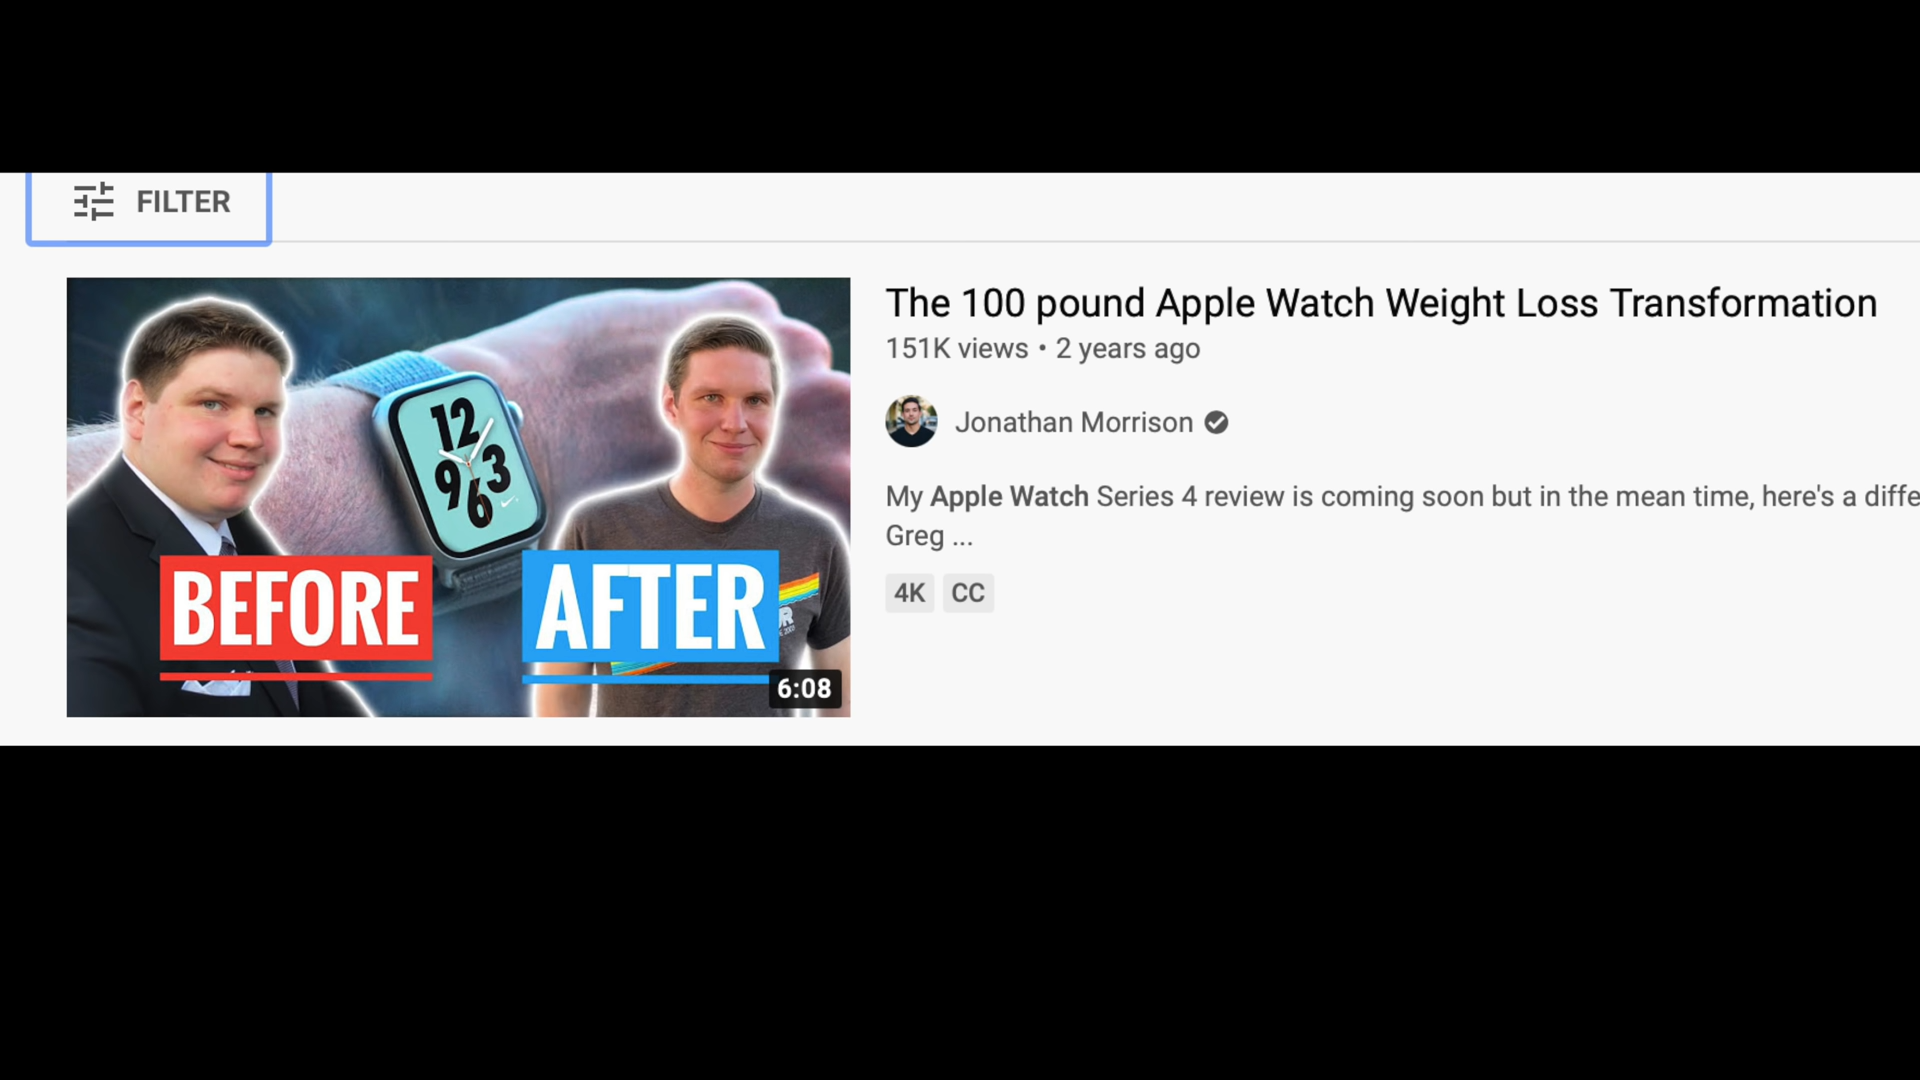 FILTER
The 100 pound Apple Watch Weight Loss Transformation
151K views • 2 years ago
Jonathan Morrison
My Apple Watch Series 4 review is coming soon but in the mean time, here's a diffe
Greg ...
4K CC
12
9 3
6
BEFORE
AFTER
6:08